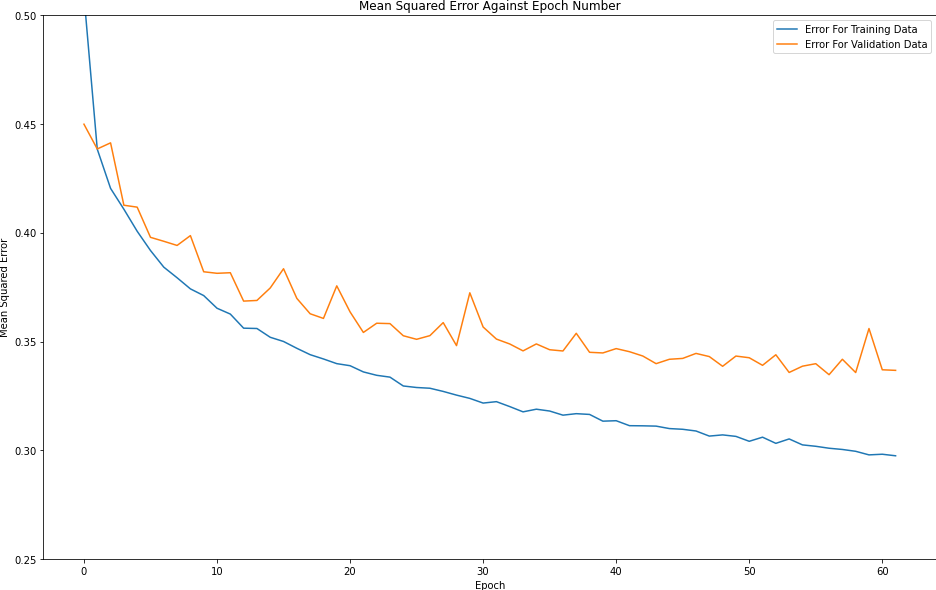 Mean Squared Error Against Epoch Number
Error For Training Data
Error For Validation Data
0.50
0.45
0.40
0.35
0.30
0.25
Mean Squared Error
0 10 20 30 40 50 60
Epoch